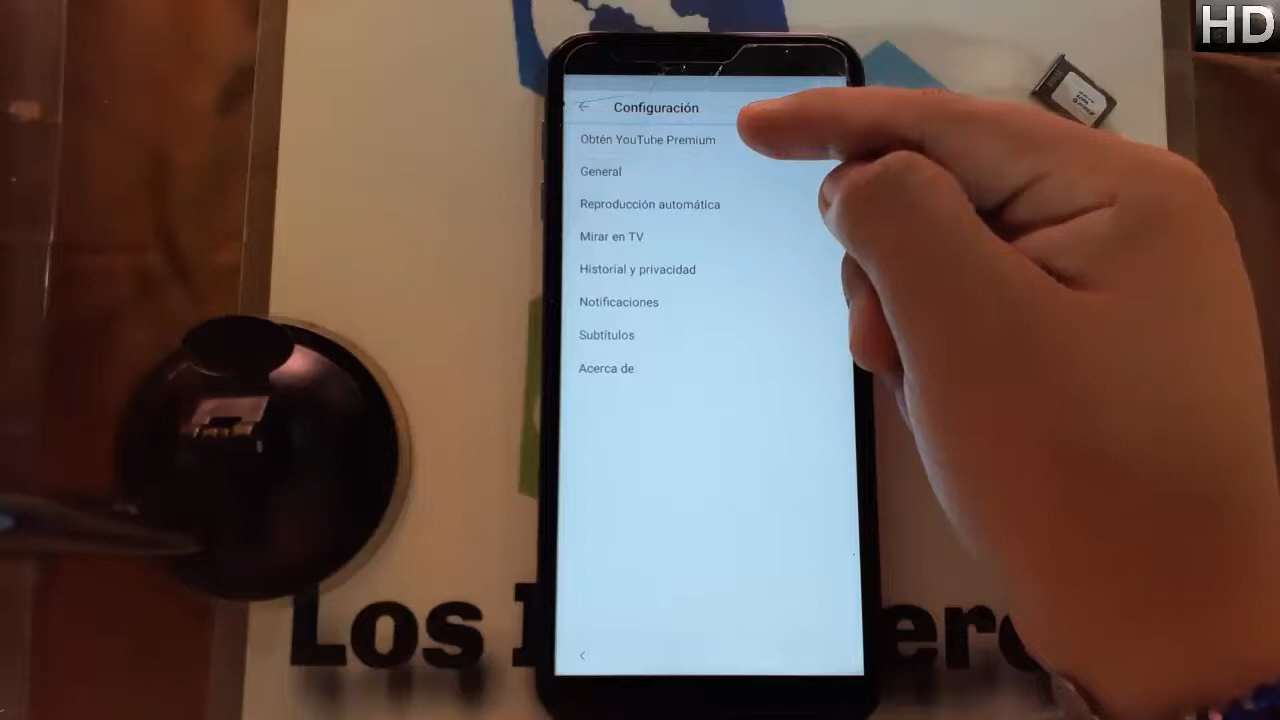 HD
Configuración
Obtén YouTube Premium
General
Reproducción automática
Mirar en TV
Historial y privacidad
Notificaciones
Subtítulos
Acerca de
Los